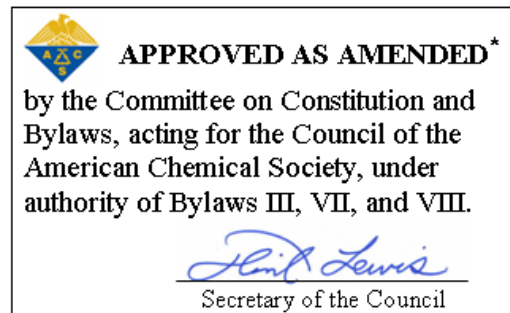 A C S
APPROVED AS AMENDED*
by the Committee on Constitution and
Bylaws, acting for the Council of the
American Chemical Society, under
authority of Bylaws III, VII, and VIII.
Lewis
Secretary of the Council